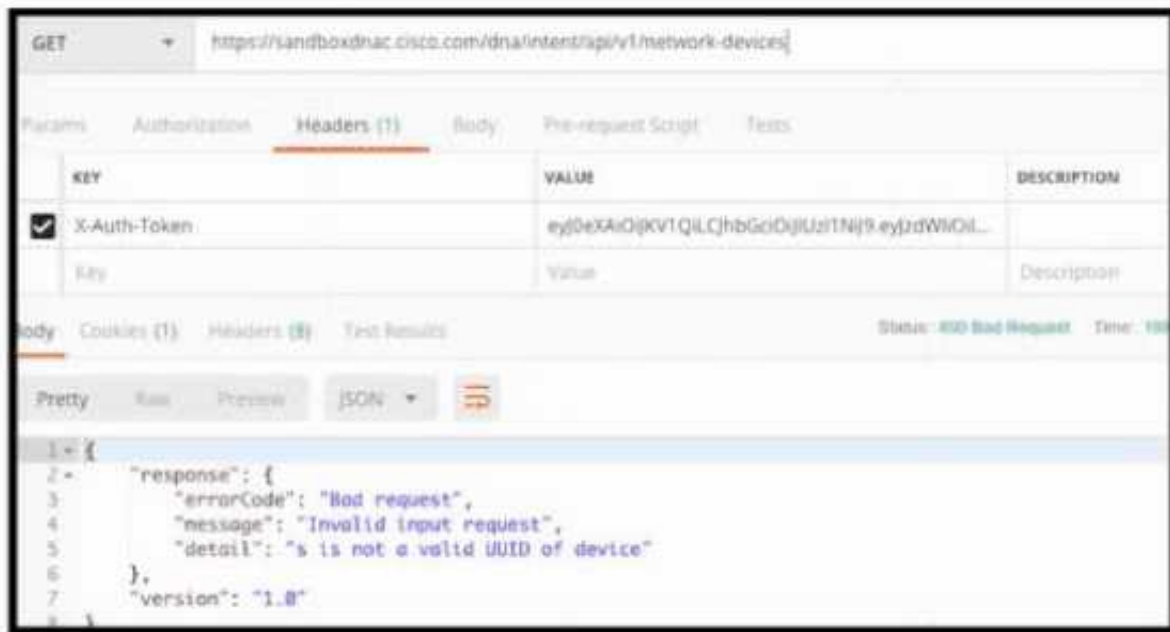 GET https://sandboxdnac.cisco.com/dna/intent/api/v1/network-devices
Params Authorization Headers (1) Body Pre-request Script Tests
KEY VALUE DESCRIPTION
X-Auth-Token
Key Value Description
Body Cookies (1) Headers (9) Test Results Status: 400 Bad Request Time:
Pretty Raw Preview JSON
1 {
2 "response": {
3 "errorCode": "Bad request",
4 "message": "Invalid input request",
5 "detail": "s is not a valid UUID of device"
6 },
7 "version": "1.0"
8 }